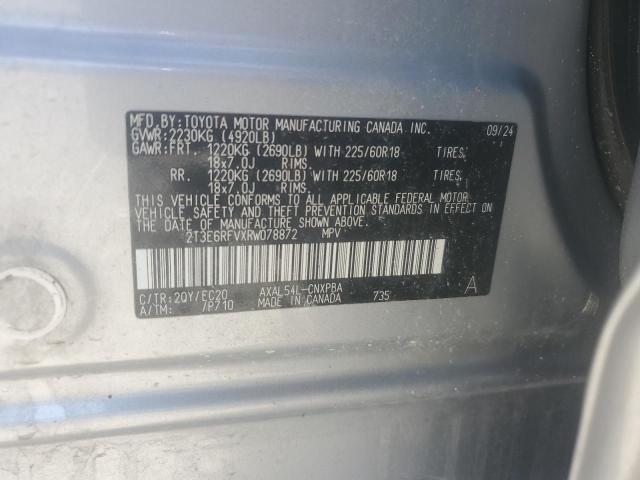 MFD.BY:TOYOTA MOTOR MANUFACTURING CANADA INC. 09/24
GVWR:2230KG (4920LB)
GAWR:FRT. 1220KG (2690LB) WITH 225/60R18 TIRES,
18x7.0J RIMS.
RR. 1220KG (2690LB) WITH 225/60R18 TIRES,
18x7.0J RIMS.
THIS VEHICLE CONFORMS TO ALL APPLICABLE FEDERAL MOTOR
VEHICLE SAFETY AND THEFT PREVENTION STANDARDS IN EFFECT
ON THE DATE OF MANUFACTURE SHOWN ABOVE.
2T3E6RFVXRW078872 MPV
C/TR:2QY/EC20 AXAL54L-CNXPBA A
A/TM: /P710 MADE IN CANADA 735